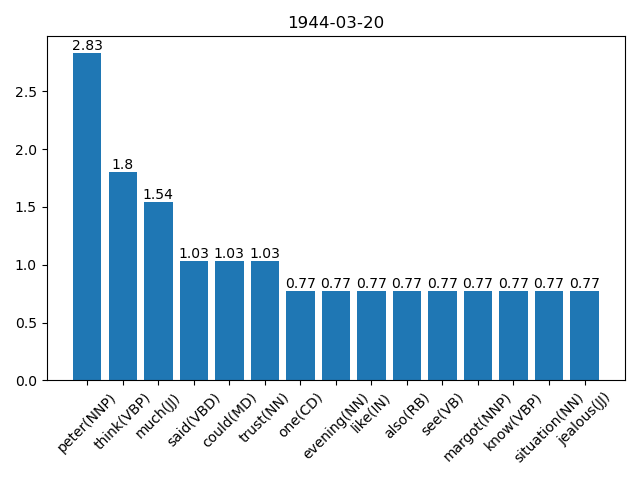 1944-03-20
2.83
1.8
1.54
1.03 1.03 1.03
0.77 0.77 0.77 0.77 0.77 0.77 0.77 0.77 0.77
2.5
2.0
1.5
1.0
0.5
0.0
peter(NNP)
think(VBP)
much(JJ)
said(VBD)
could(MD)
trust(NN)
one(CD)
evening(NN)
like(IN)
also(RB)
see(VB)
margot(NNP)
know(VBP)
situation(NN)
jealous(JJ)